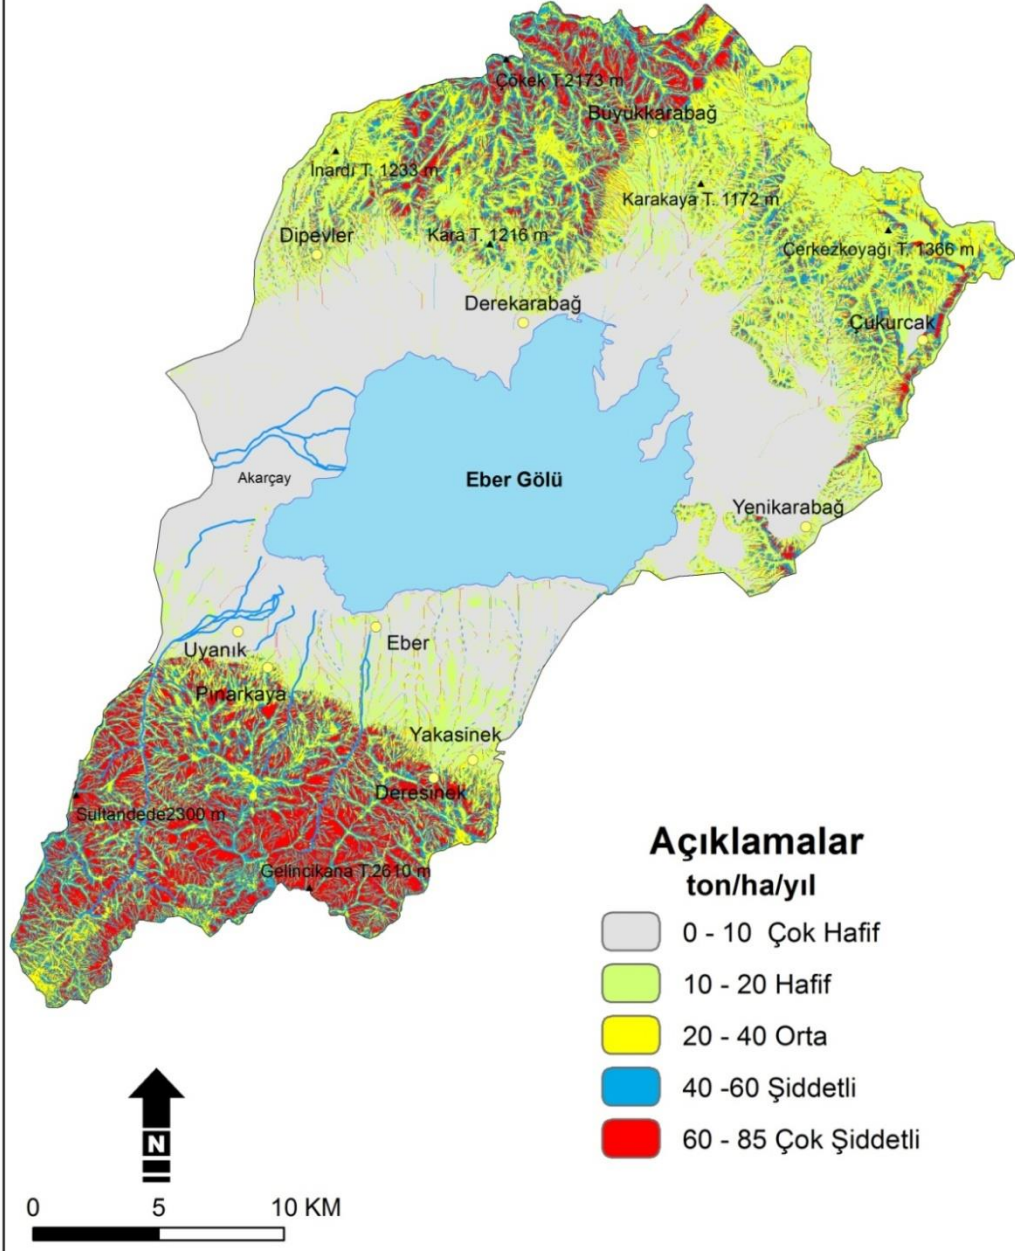 Çökek T.2173 m
Büyükkarabağ
İnardı T. 1233 m
Karakaya T. 1172 m
Dipevler
Kara T. 1216 m
Çerkezkoyağı T. 1366 m
Derekarabağ
Çukurcak
Akarçay
Eber Gölü
Yenikarabağ
Uyanık
Eber
Pınarkaya
Yakasinek
Deresinek
Sultandede2300 m
Gelincikana T.2610 m
Açıklamalar
ton/ha/yıl
0 - 10 Çok Hafif
10 - 20 Hafif
20 - 40 Orta
40 -60 Şiddetli
60 - 85 Çok Şiddetli
N
0 5 10 KM